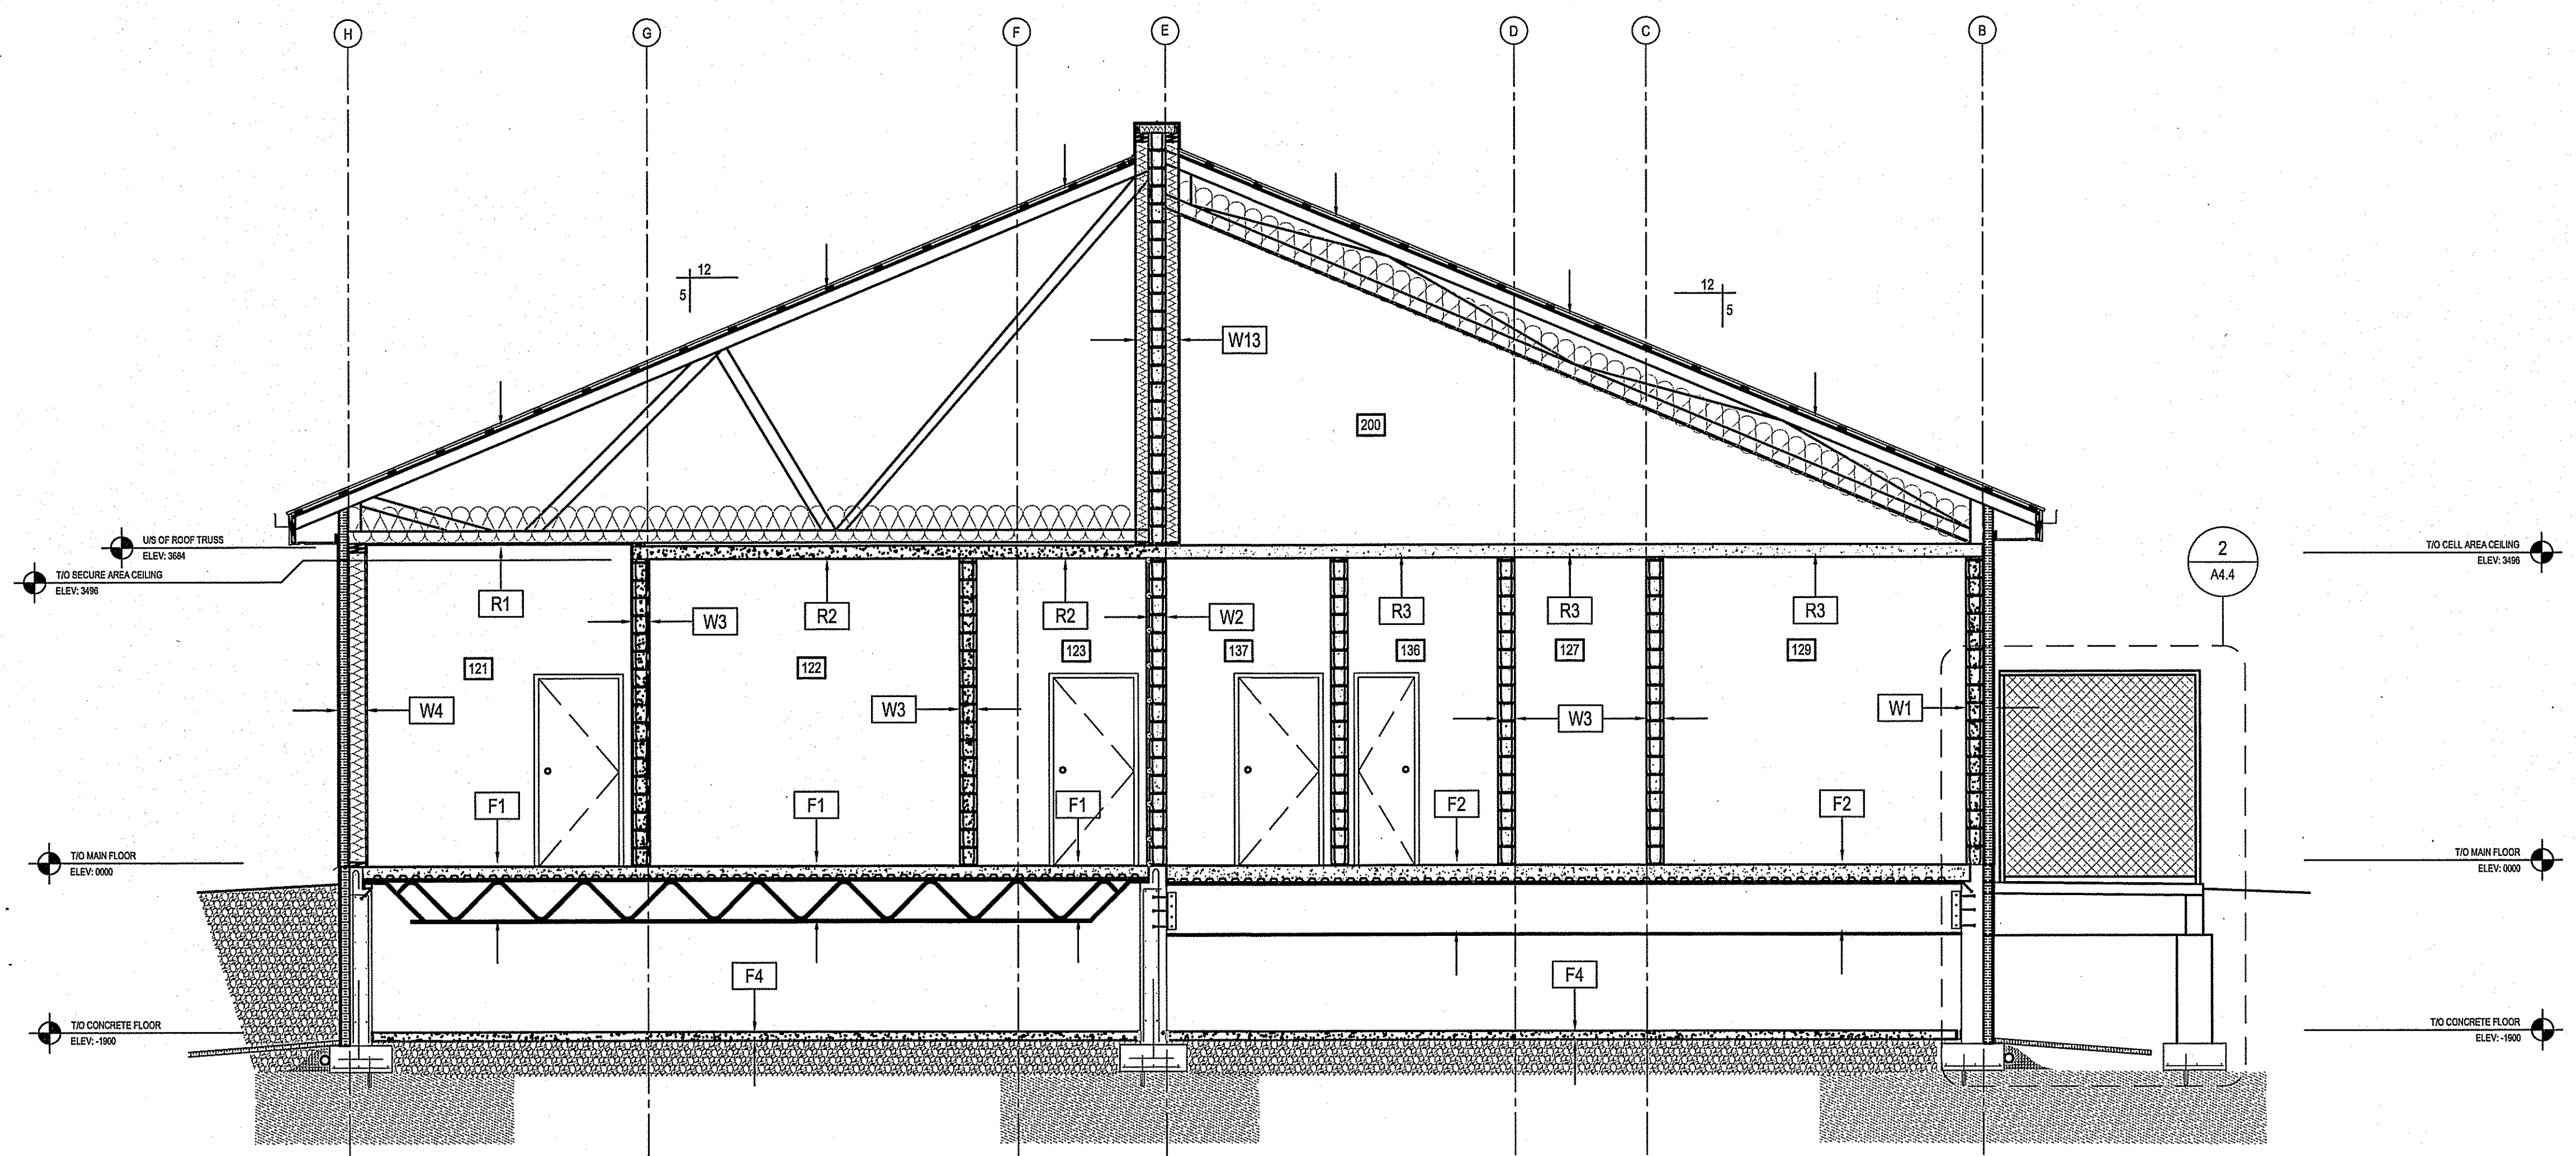 H
G
F
E
D
C
B
12
5
12
5
W13
200
U/S OF ROOF TRUSS
ELEV: 3684
T/O SECURE AREA CEILING
ELEV: 3496
T/O CELL AREA CEILING
ELEV: 3496
2
A4.4
R1
W3
R2
R2
W2
R3
R3
R3
121
122
123
137
136
127
129
W4
W3
W3
W1
F1
F1
F1
F2
F2
T/O MAIN FLOOR
ELEV: 0000
T/O MAIN FLOOR
ELEV: 0000
F4
F4
T/O CONCRETE FLOOR
ELEV: -1900
T/O CONCRETE FLOOR
ELEV: -1900